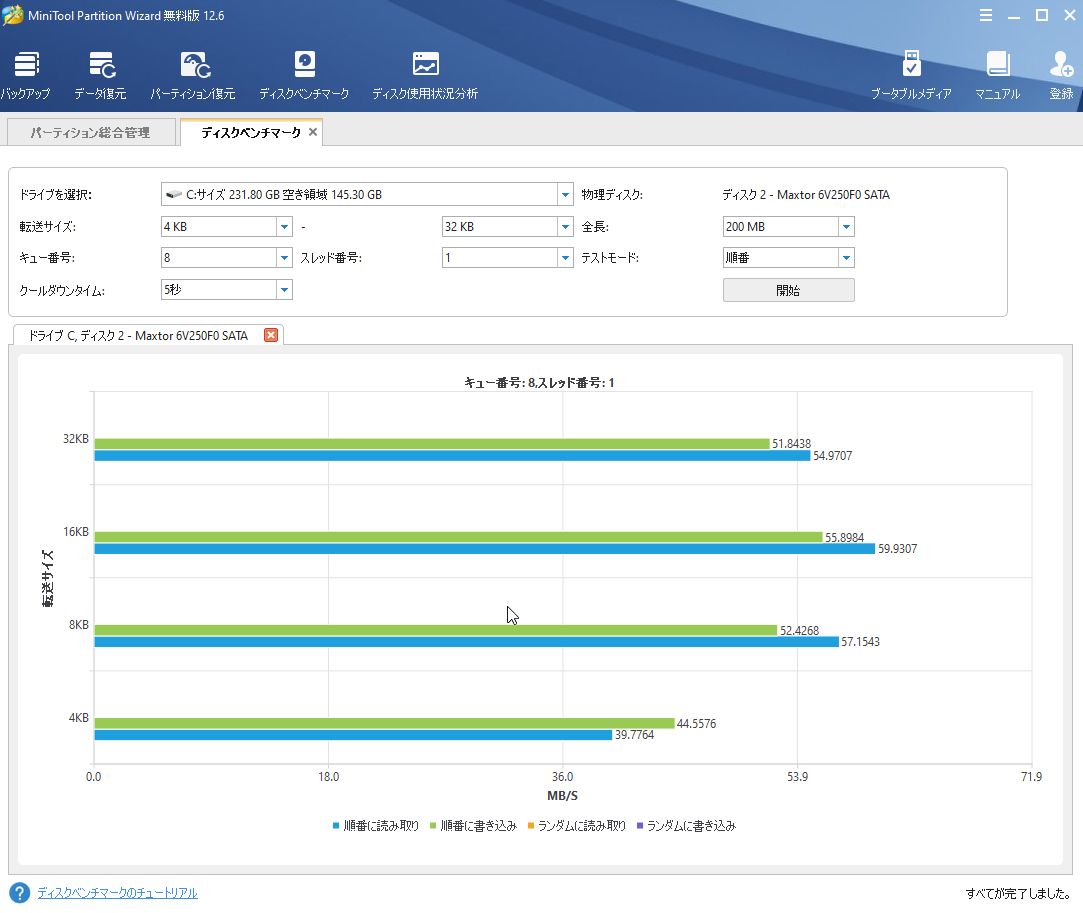 MiniTool Partition Wizard 無料版 12.6
バックアップ データ復元 パーティション復元 ディスクベンチマーク ディスク使用状況分析 ブータブルメディア マニュアル 登録
パーティション総合管理 ディスクベンチマーク
ドライブを選択: C:サイズ 231.80 GB 空き領域 145.30 GB 物理ディスク: ディスク 2 - Maxtor 6V250F0 SATA
転送サイズ: 4 KB - 32 KB 全長: 200 MB
キュー番号: 8 スレッド番号: 1 テストモード: 順番
クールダウンタイム: 5秒 開始
ドライブ C, ディスク 2 - Maxtor 6V250F0 SATA
キュー番号: 8,スレッド番号: 1
32KB 51.8438
54.9707
16KB 55.8984
59.9307
転送サイズ
8KB 52.4268
57.1543
4KB 44.5576
39.7764
0.0 18.0 36.0 53.9 71.9
MB/S
順番に読み取り 順番に書き込み ランダムに読み取り ランダムに書き込み
? ディスクベンチマークのチュートリアル すべてが完了しました。